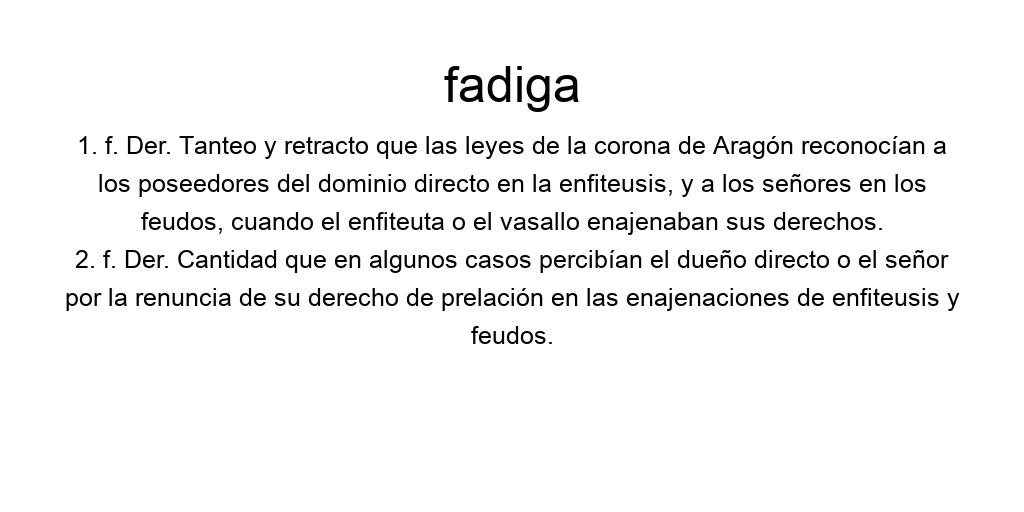 fadiga
1. f. Der. Tanteo y retracto que las leyes de la corona de Aragón reconocían a
los poseedores del dominio directo en la enfiteusis, y a los señores en los
feudos, cuando el enfiteuta o el vasallo enajenaban sus derechos.
2. f. Der. Cantidad que en algunos casos percibían el dueño directo o el señor
por la renuncia de su derecho de prelación en las enajenaciones de enfiteusis y
feudos.